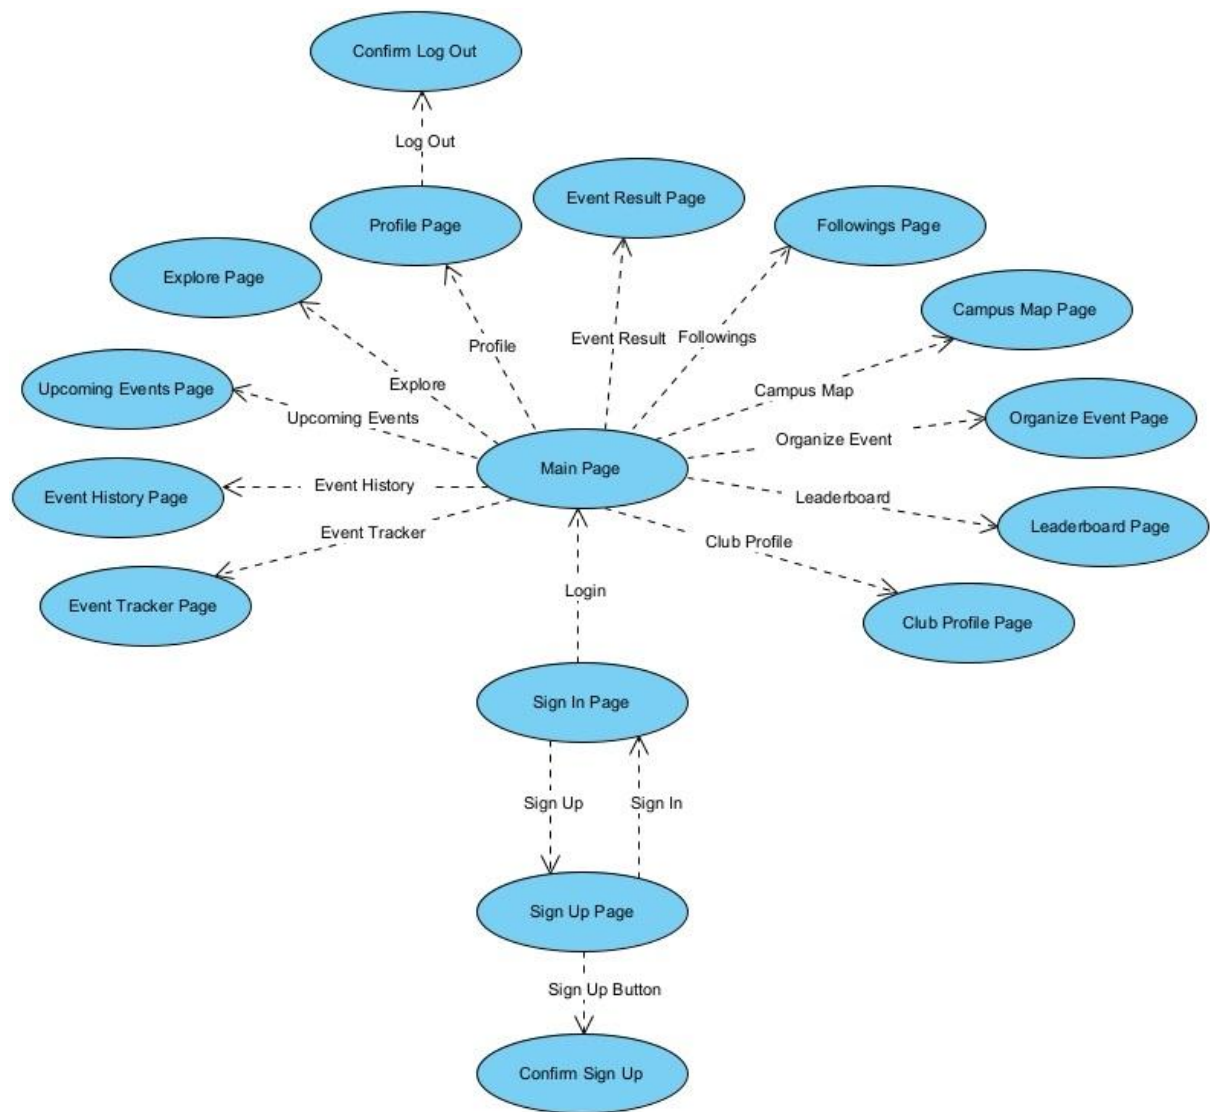 Confirm Log Out
Log Out
Event Result Page
Profile Page
Followings Page
Explore Page
Campus Map Page
Event Result
Followings
Profile
Explore
Upcoming Events Page
Campus Map
Upcoming Events
Organize Event Page
Organize Event
Main Page
Event History
Event History Page
Leaderboard
Leaderboard Page
Event Tracker
Club Profile
Login
Event Tracker Page
Club Profile Page
Sign In Page
Sign Up
Sign In
Sign Up Page
Sign Up Button
Confirm Sign Up